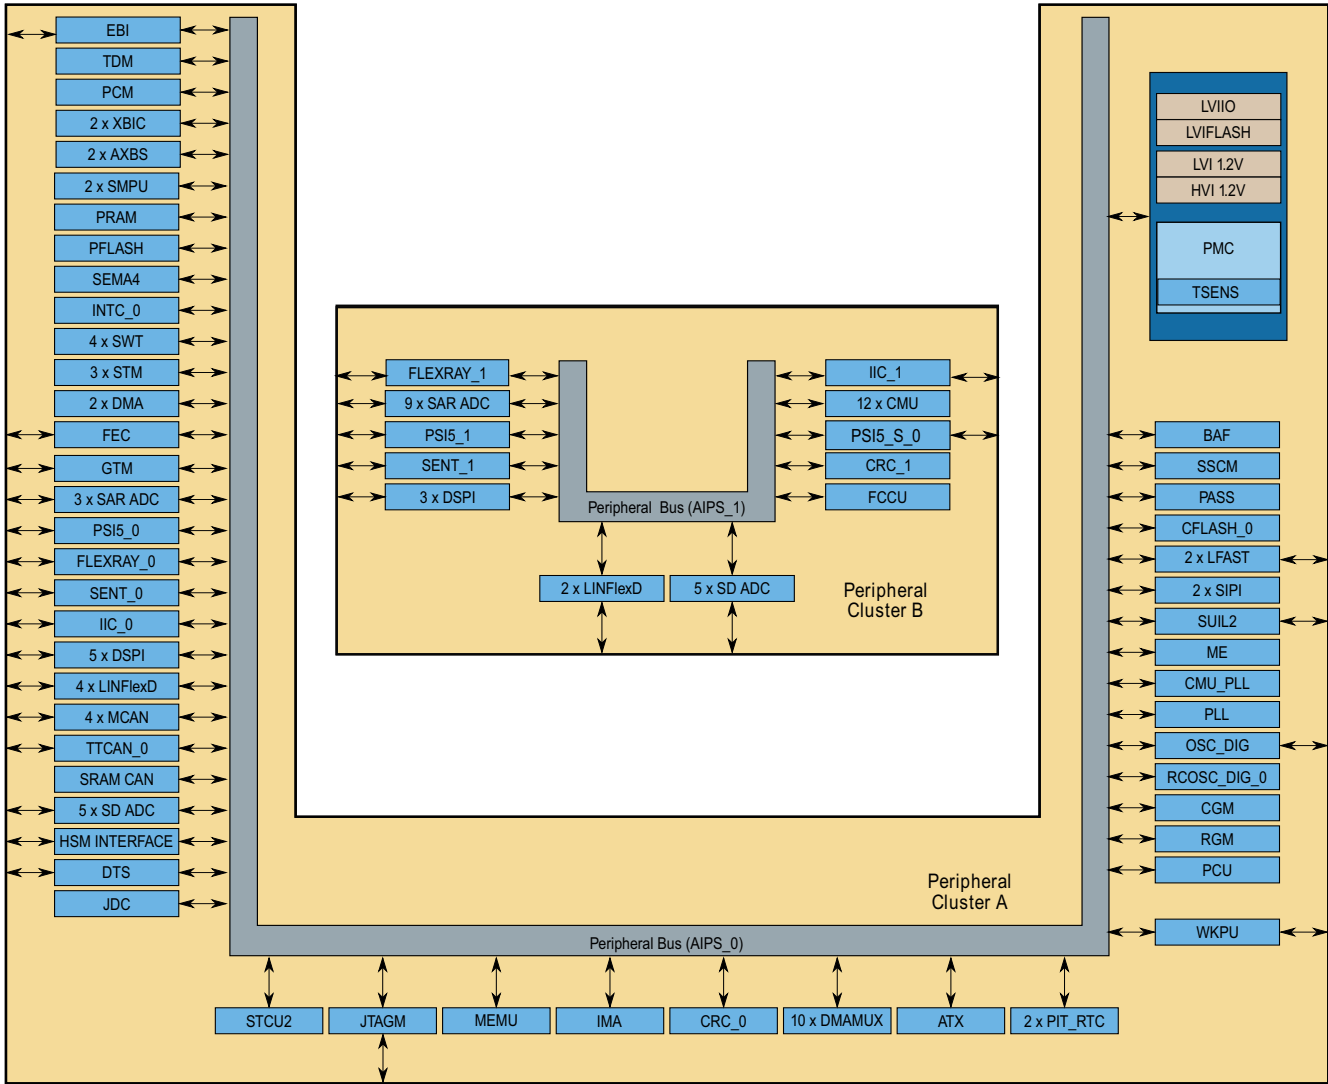 EBI
TDM
PCM
2 x XBIC
2 x AXBS
2 x SMPU
PRAM
PFLASH
SEMA4
INTC_0
4 x SWT
3 x STM
2 x DMA
FEC
GTM
3 x SAR ADC
PSI5_0
FLEXRAY_0
SENT_0
IIC_0
5 x DSPI
4 x LINFlexD
4 x MCAN
TTCAN_0
SRAM CAN
5 x SD ADC
HSM INTERFACE
DTS
JDC
FLEXRAY_1
9 x SAR ADC
PSI5_1
SENT_1
3 x DSPI
IIC_1
12 x CMU
PSI5_S_0
CRC_1
FCCU
Peripheral Bus (AIPS_1)
2 x LINFlexD
5 x SD ADC
Peripheral
Cluster B
LVIIO
LVIFLASH
LVI 1.2V
HVI 1.2V
PMC
TSENS
BAF
SSCM
PASS
CFLASH_0
2 x LFAST
2 x SIPI
SUIL2
ME
CMU_PLL
PLL
OSC_DIG
RCOSC_DIG_0
CGM
RGM
PCU
WKPU
Peripheral
Cluster A
Peripheral Bus (AIPS_0)
STCU2
JTAGM
MEMU
IMA
CRC_0
10 x DMAMUX
ATX
2 x PIT_RTC